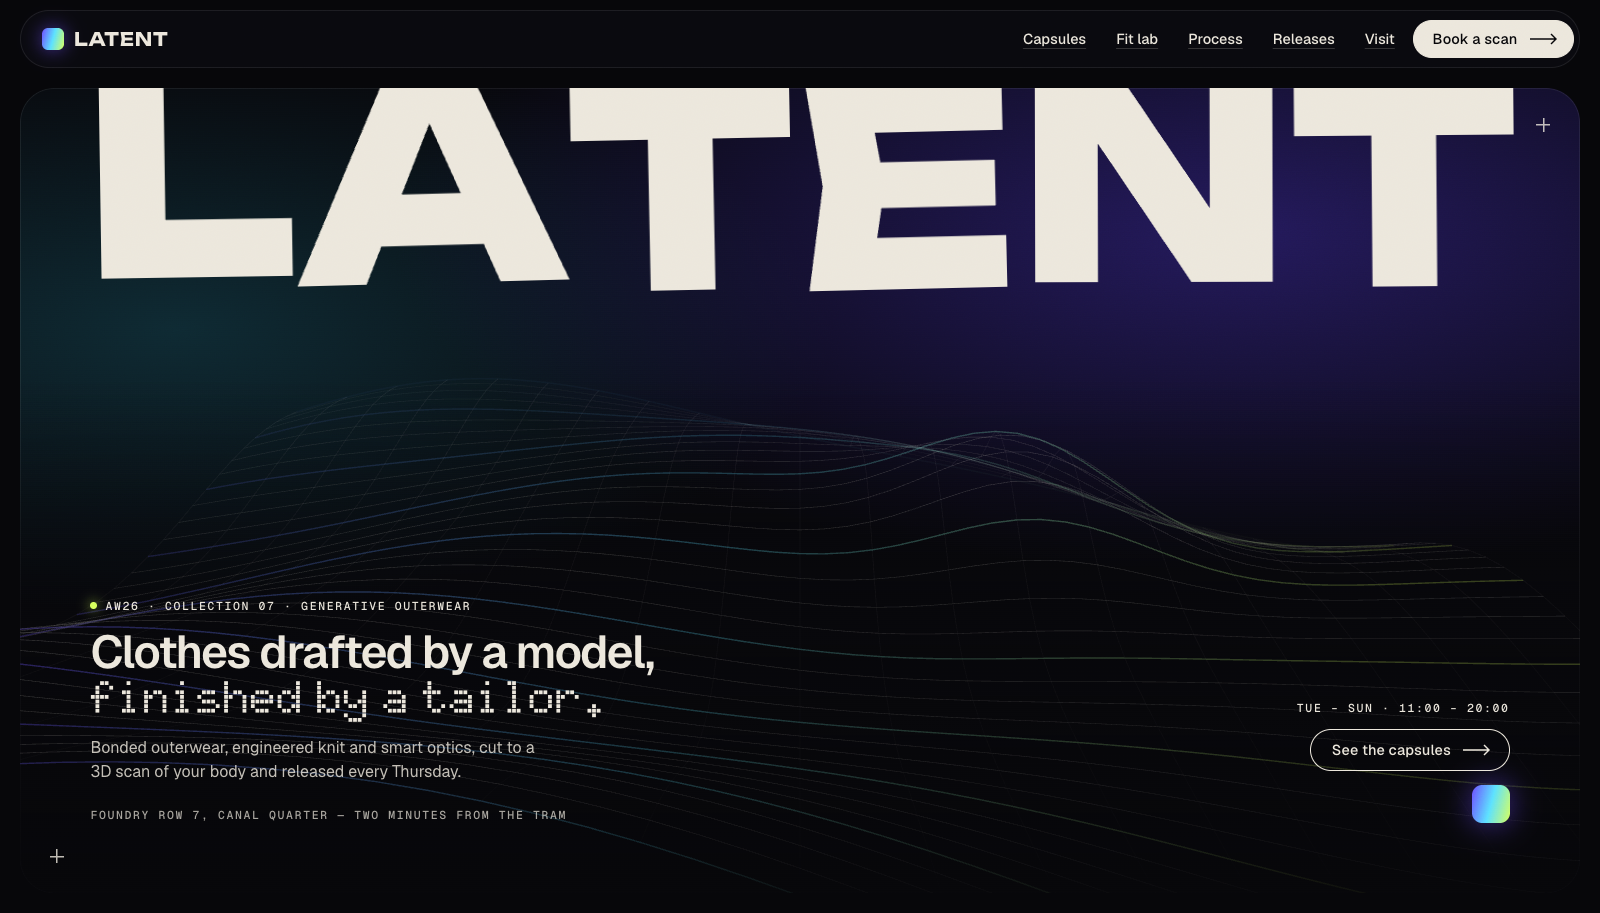 LATENT
Capsules
Fit lab
Process
Releases
Visit
Book a scan
LATENT
AW26 · COLLECTION 07 · GENERATIVE OUTERWEAR
Clothes drafted by a model,
finished by a tailor.
Bonded outerwear, engineered knit and smart optics, cut to a
3D scan of your body and released every Thursday.
FOUNDRY ROW 7, CANAL QUARTER — TWO MINUTES FROM THE TRAM
TUE – SUN · 11:00 – 20:00
See the capsules